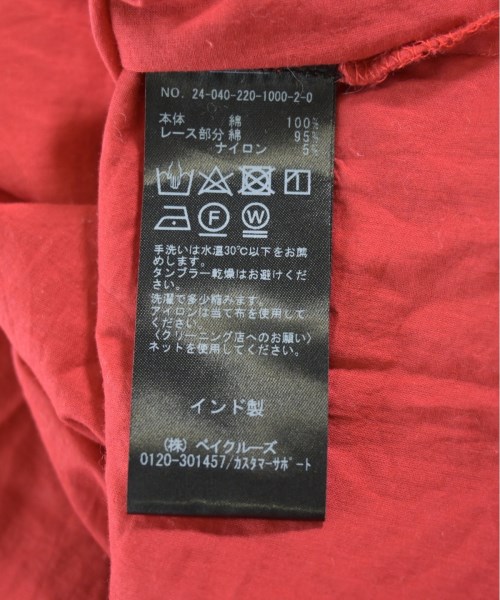 NO. 24-040-220-1000-2-0
本体 綿 100%
レース部分 綿 95%
ナイロン 5%
手洗いは水温30℃以下をお薦
めします。
タンブラー乾燥はお避けくださ
い。
洗濯で多少縮みます。
アイロンは当て布を使用して
ください。
〈クリーニング店へのお願い〉
ネットを使用してください。
インド製
(株) ベイクルーズ
0120-301457/カスタマーサポート